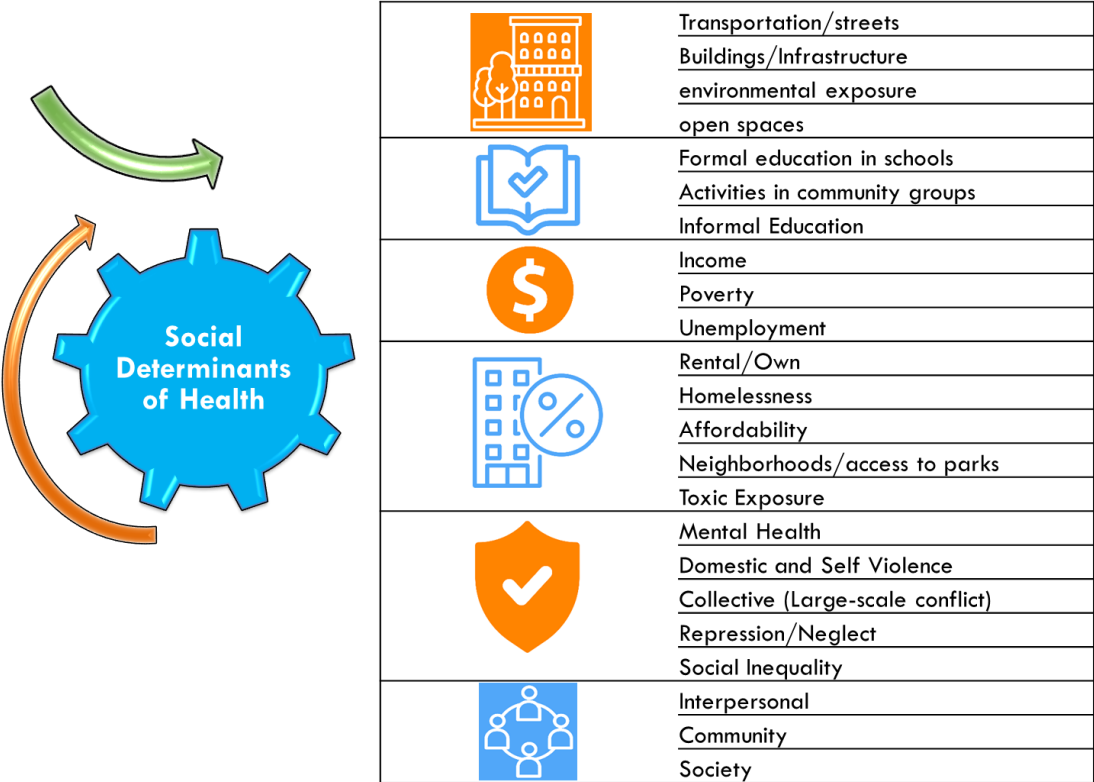 Social
Determinants
of Health
Transportation/streets
Buildings/Infrastructure
environmental exposure
open spaces
Formal education in schools
Activities in community groups
Informal Education
$
Income
Poverty
Unemployment
%
Rental/Own
Homelessness
Affordability
Neighborhoods/access to parks
Toxic Exposure
Mental Health
Domestic and Self Violence
Collective (Large-scale conflict)
Repression/Neglect
Social Inequality
Interpersonal
Community
Society